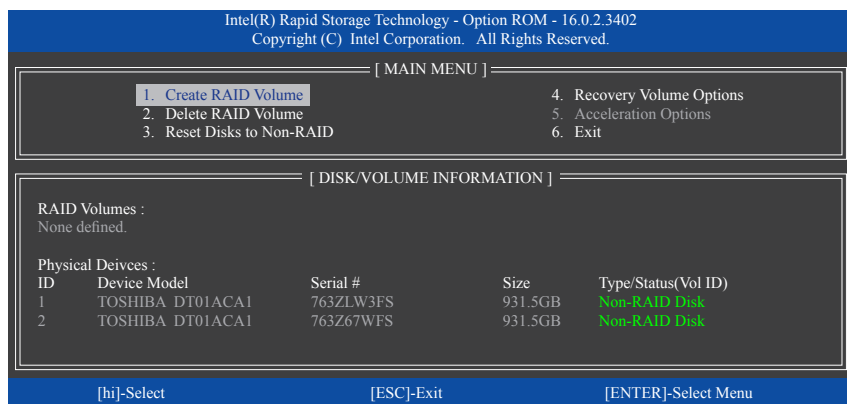 Intel(R) Rapid Storage Technology - Option ROM - 16.0.2.3402
Copyright (C) Intel Corporation. All Rights Reserved.
[ MAIN MENU ]
1. Create RAID Volume
2. Delete RAID Volume
3. Reset Disks to Non-RAID
4. Recovery Volume Options
5. Acceleration Options
6. Exit
[ DISK/VOLUME INFORMATION ]
RAID Volumes :
None defined.
Physical Deivces :
ID Device Model Serial # Size Type/Status(Vol ID)
1 TOSHIBA DT01ACA1 763ZLW3FS 931.5GB Non-RAID Disk
2 TOSHIBA DT01ACA1 763Z67WFS 931.5GB Non-RAID Disk
[hi]-Select [ESC]-Exit [ENTER]-Select Menu